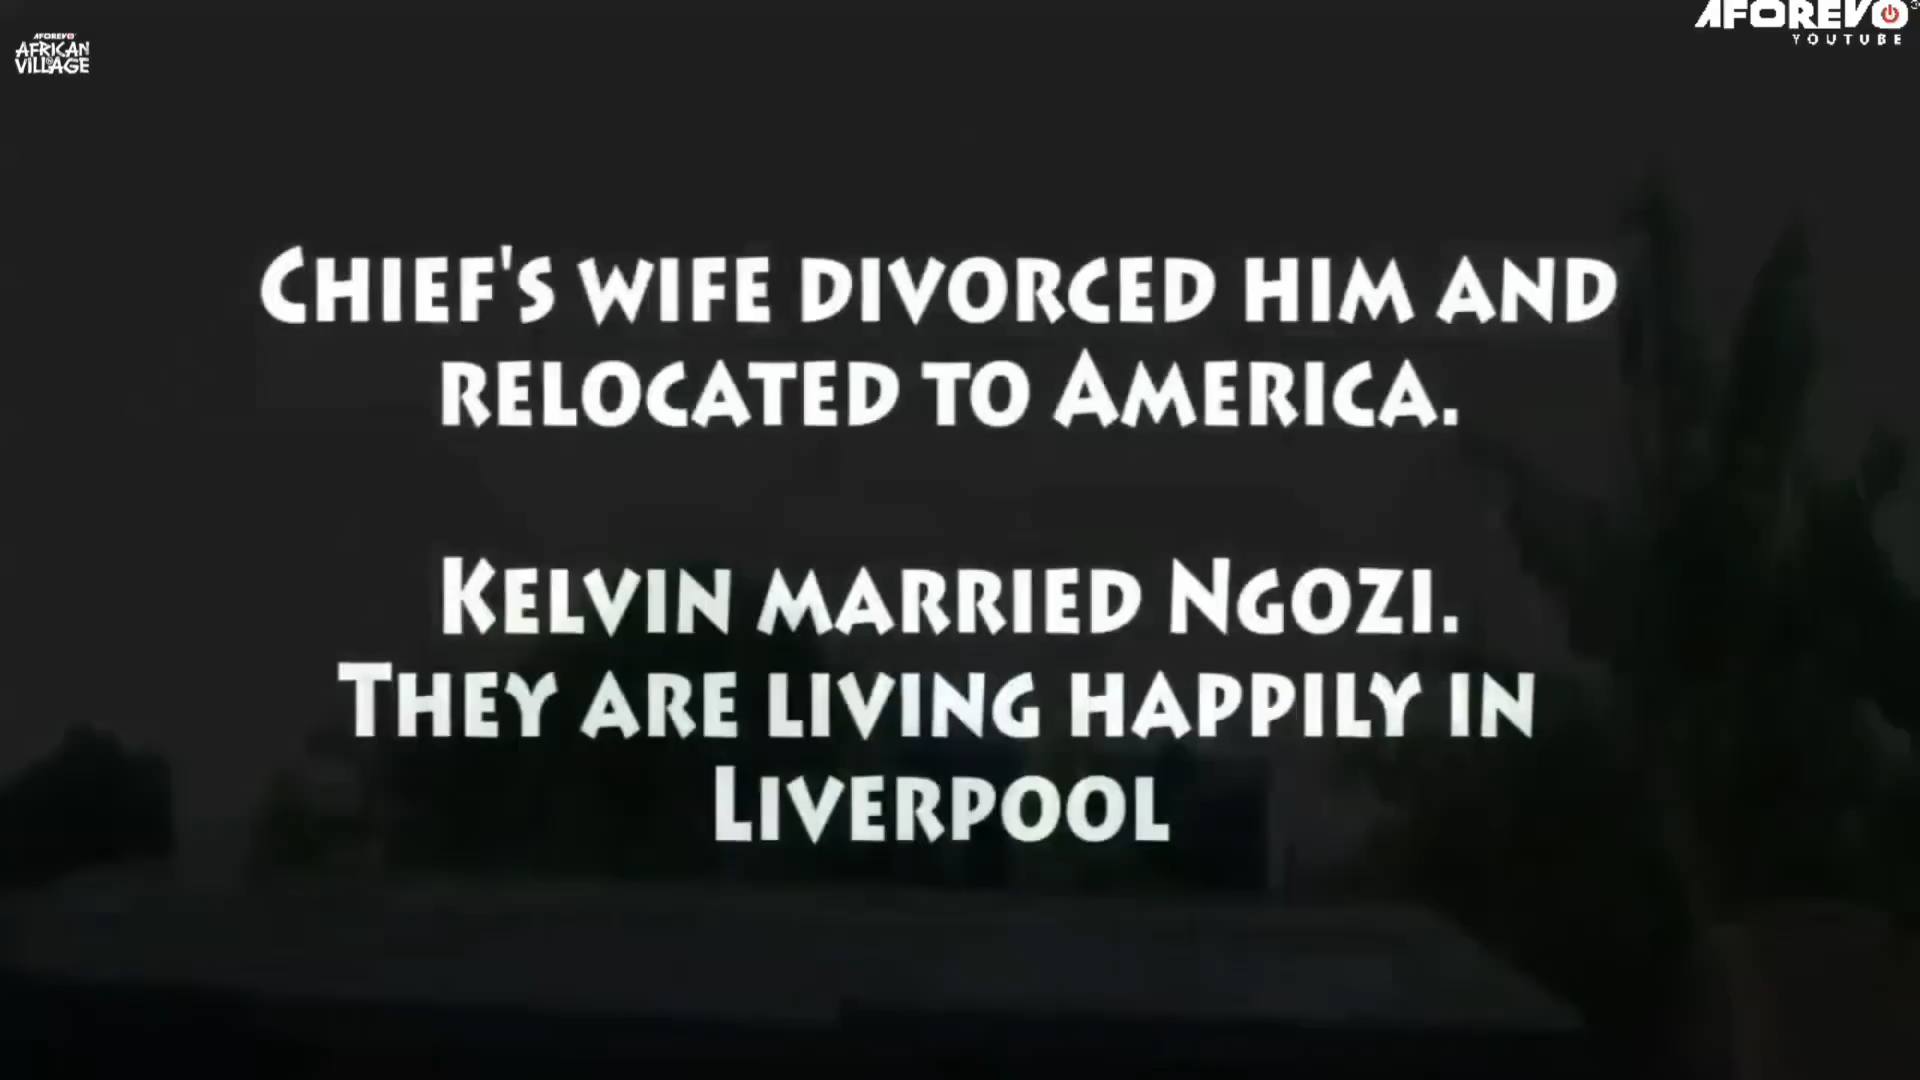 AFOREVO
AFRICAN
VILLAGE
AFOREVO
YOUTUBE
CHIEF'S WIFE DIVORCED HIM AND
RELOCATED TO AMERICA.
KELVIN MARRIED NGOZI.
THEY ARE LIVING HAPPILY IN
LIVERPOOL